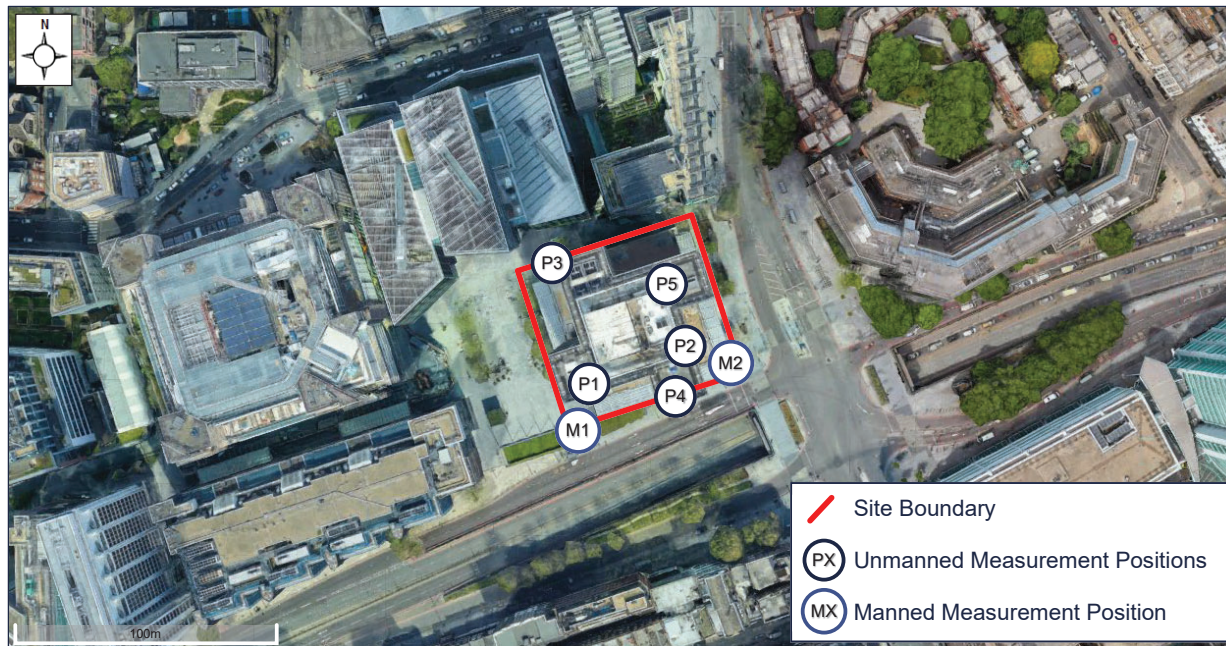 N
P3
P5
P2
M2
P1
P4
M1
Site Boundary
PX Unmanned Measurement Positions
MX Manned Measurement Position
100m